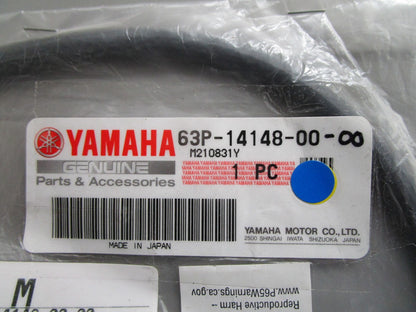 YAMAHA 63P-14148-00-00
M210831Y
GENUINE
Parts & Accessories
1 PC
MADE IN JAPAN
YAMAHA MOTOR CO., LTD.
2500 SHINGAI IWATA SHIZUOKA JAPAN
M
Reproductive Harm –
www.P65Warnings.ca.gov